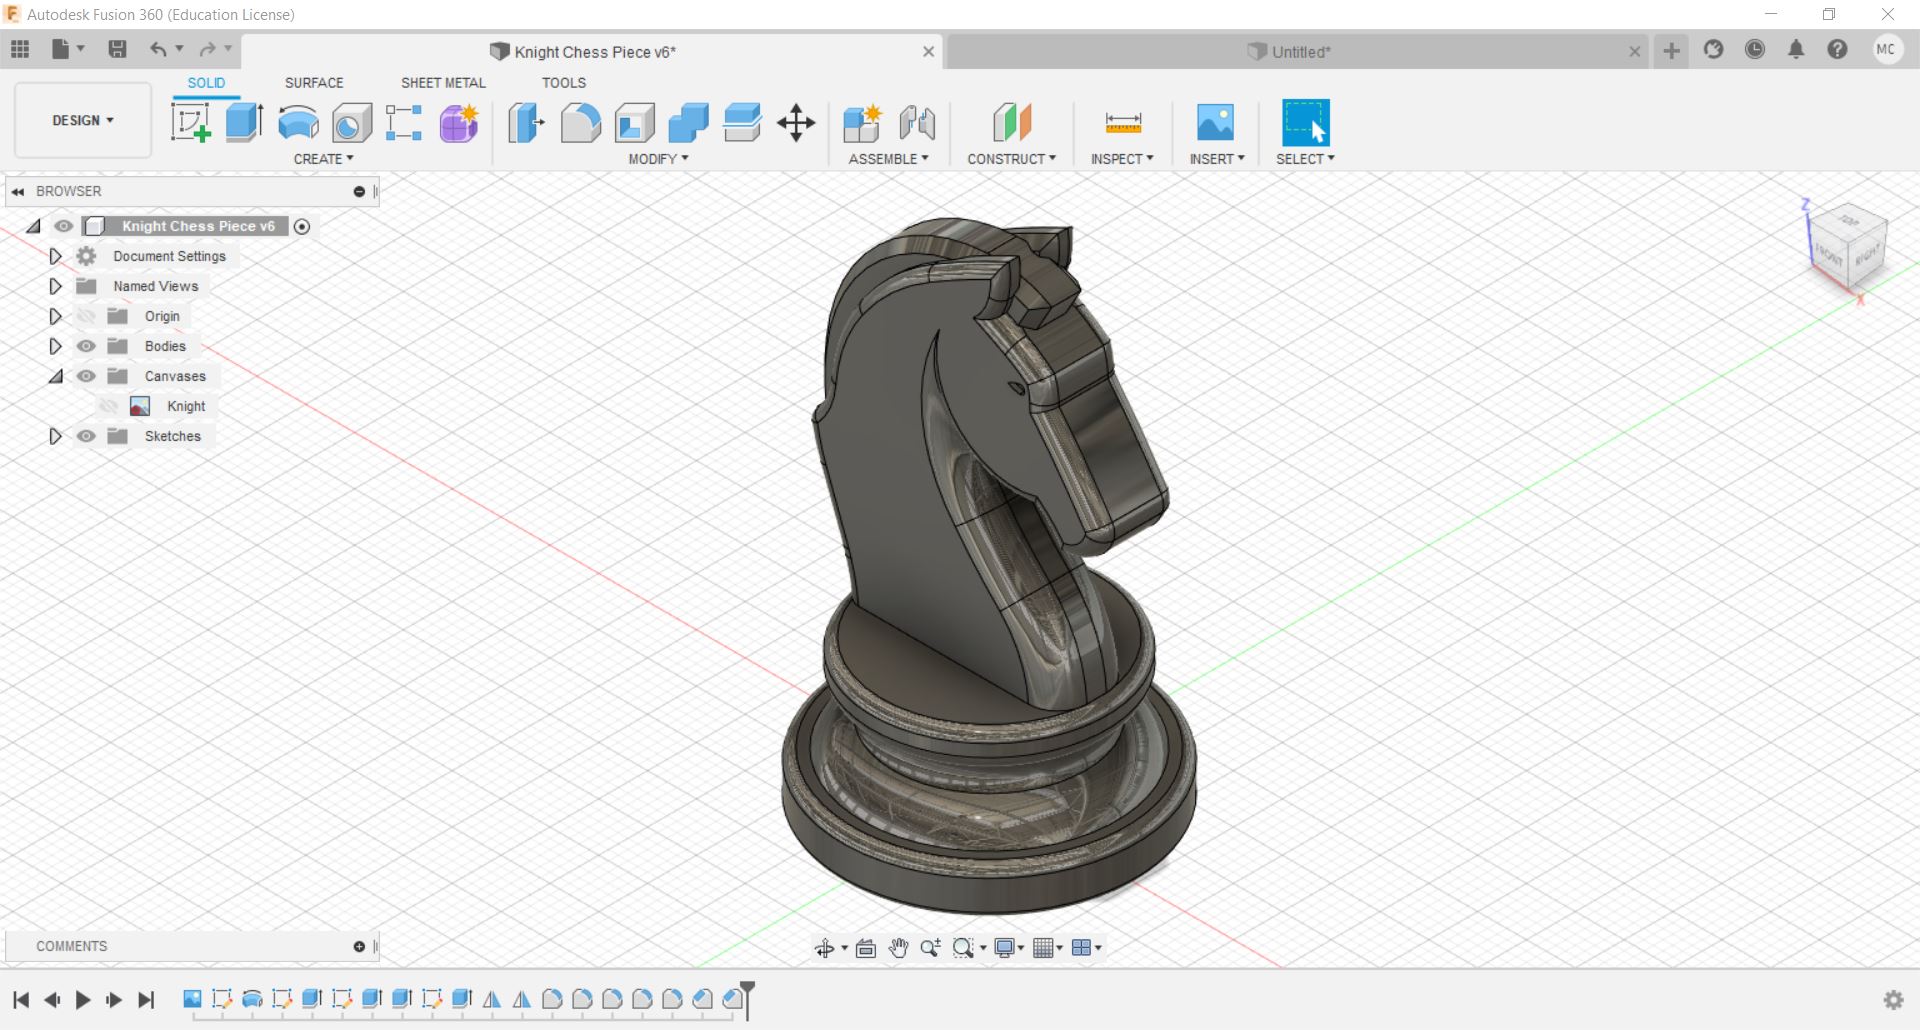 Autodesk Fusion 360 (Education License)
Knight Chess Piece v6*
Untitled*
MC
SOLID SURFACE SHEET METAL TOOLS
DESIGN
CREATE MODIFY ASSEMBLE CONSTRUCT INSPECT INSERT SELECT
BROWSER
Knight Chess Piece v6
Document Settings
Named Views
Origin
Bodies
Canvases
Knight
Sketches
Z
TOP
FRONT
RIGHT
X
COMMENTS